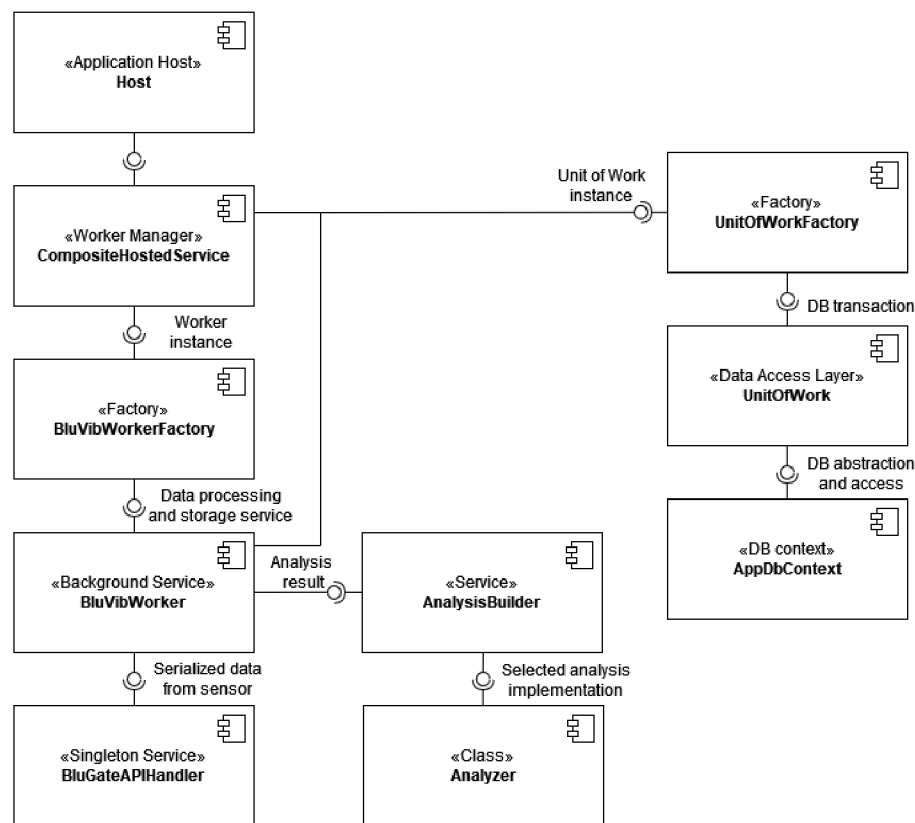 «Application Host»
Host
«Worker Manager»
CompositeHostedService
Unit of Work
instance
«Factory»
UnitOfWorkFactory
Worker
instance
DB transaction
«Factory»
BluVibWorkerFactory
«Data Access Layer»
UnitOfWork
Data processing
and storage service
DB abstraction
and access
«Background Service»
BluVibWorker
Analysis
result
«Service»
AnalysisBuilder
«DB context»
AppDbContext
Serialized data
from sensor
Selected analysis
implementation
«Singleton Service»
BluGateAPIHandler
«Class»
Analyzer